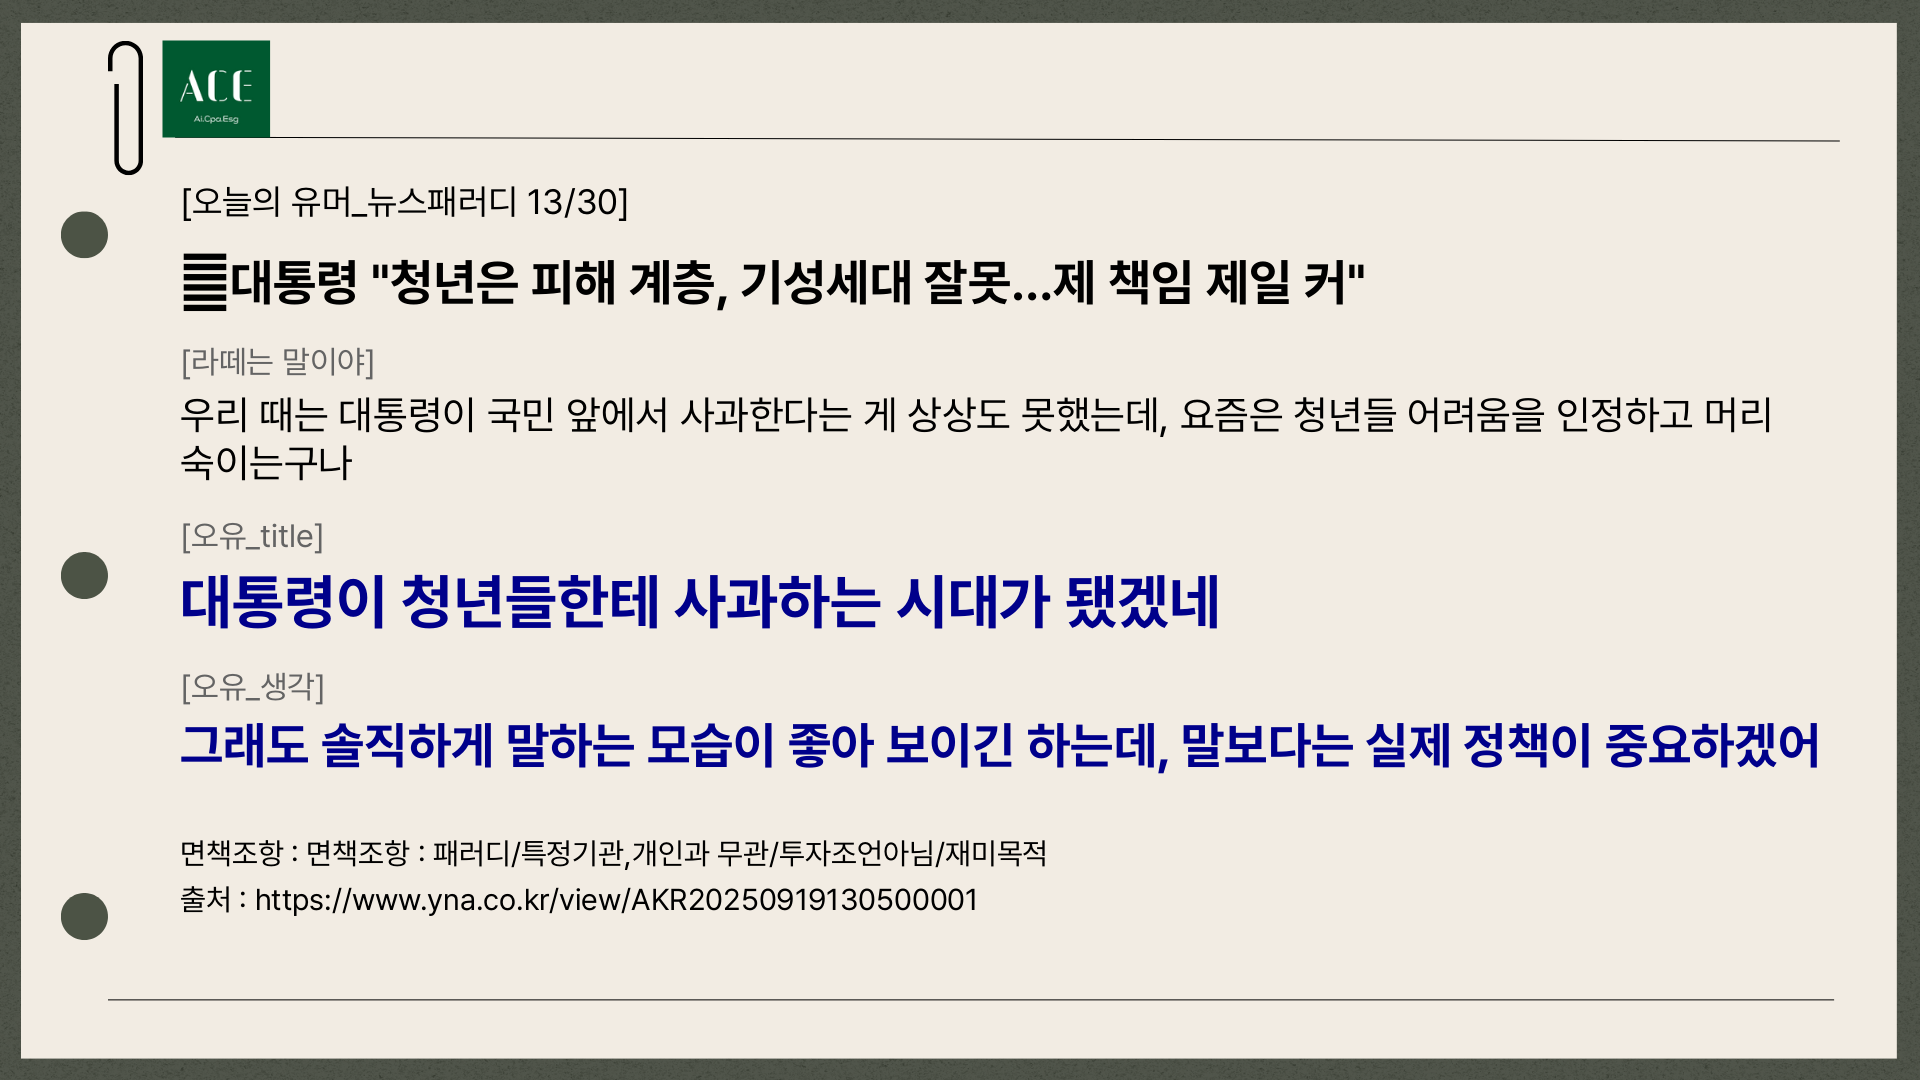 ACE
Ai.Cpa.Esg
[오늘의 유머_뉴스패러디 13/30]
䷀대통령 "청년은 피해 계층, 기성세대 잘못…제 책임 제일 커"
[라떼는 말이야]
우리 때는 대통령이 국민 앞에서 사과한다는 게 상상도 못했는데, 요즘은 청년들 어려움을 인정하고 머리
숙이는구나
[오유_title]
대통령이 청년들한테 사과하는 시대가 됐겠네
[오유_생각]
그래도 솔직하게 말하는 모습이 좋아 보이긴 하는데, 말보다는 실제 정책이 중요하겠어
면책조항 : 면책조항 : 패러디/특정기관,개인과 무관/투자조언아님/재미목적
출처 : https://www.yna.co.kr/view/AKR20250919130500001